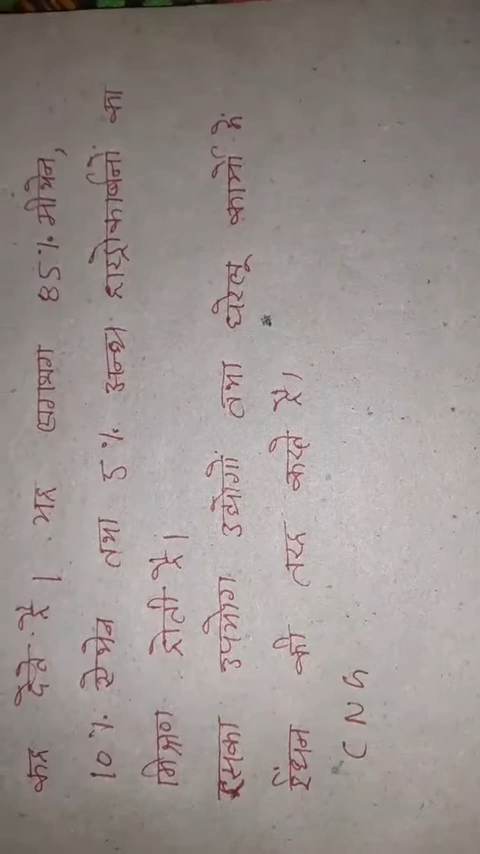 कह देते है। यह लगभग 85% मीथेन,
10% ऐथेन तथा 5% अन्य हाइड्रोकार्बनों का
मिश्रण होती है।
इसका उपयोग उद्योगों तथा घरेलू कार्यों में
ईंधन की तरह करते है।
CNG